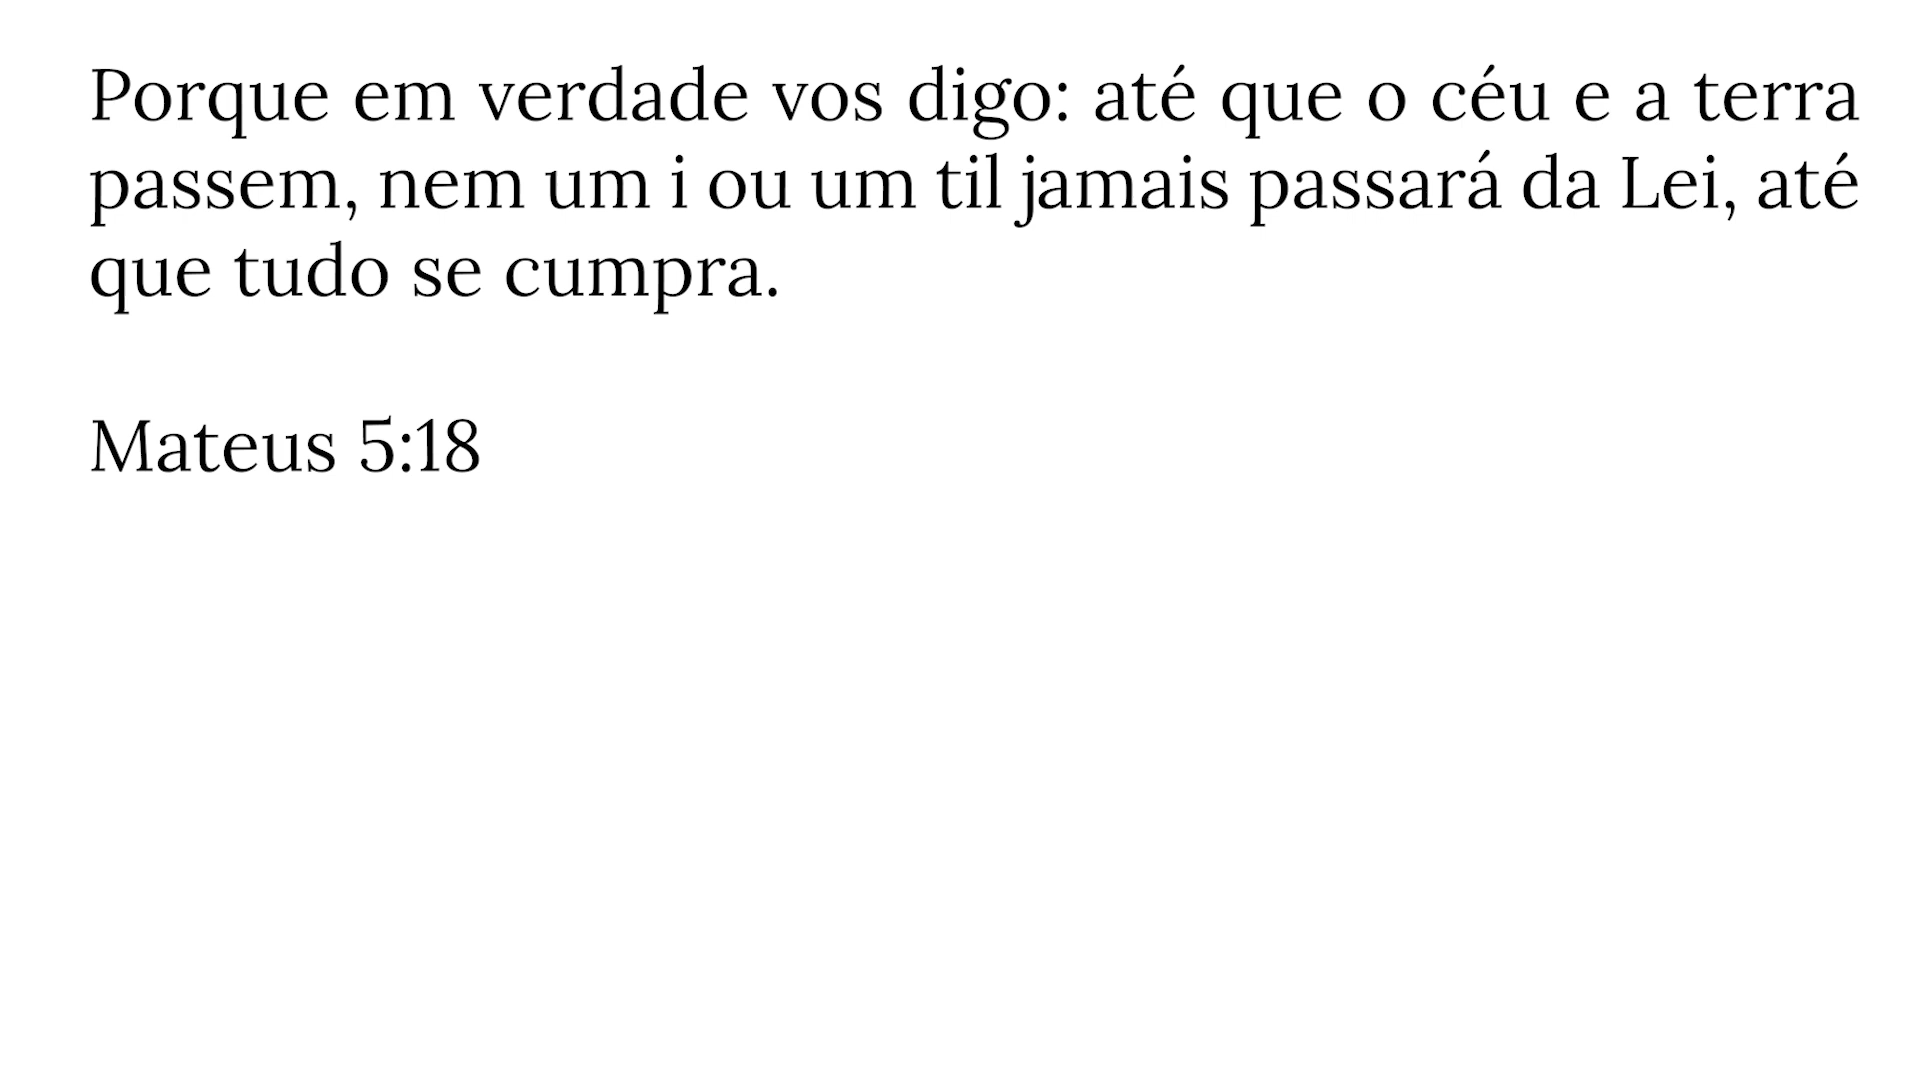 Porque em verdade vos digo: até que o céu e a terra
passem, nem um i ou um til jamais passará da Lei, até
que tudo se cumpra.
Mateus 5:18